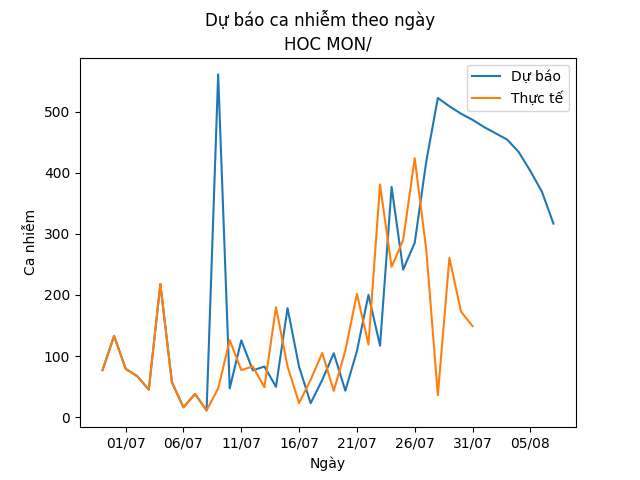 Dự báo ca nhiễm theo ngày
HOC MON/
Dự báo
Thực tế
Ca nhiễm
500
400
300
200
100
0
01/07 06/07 11/07 16/07 21/07 26/07 31/07 05/08
Ngày